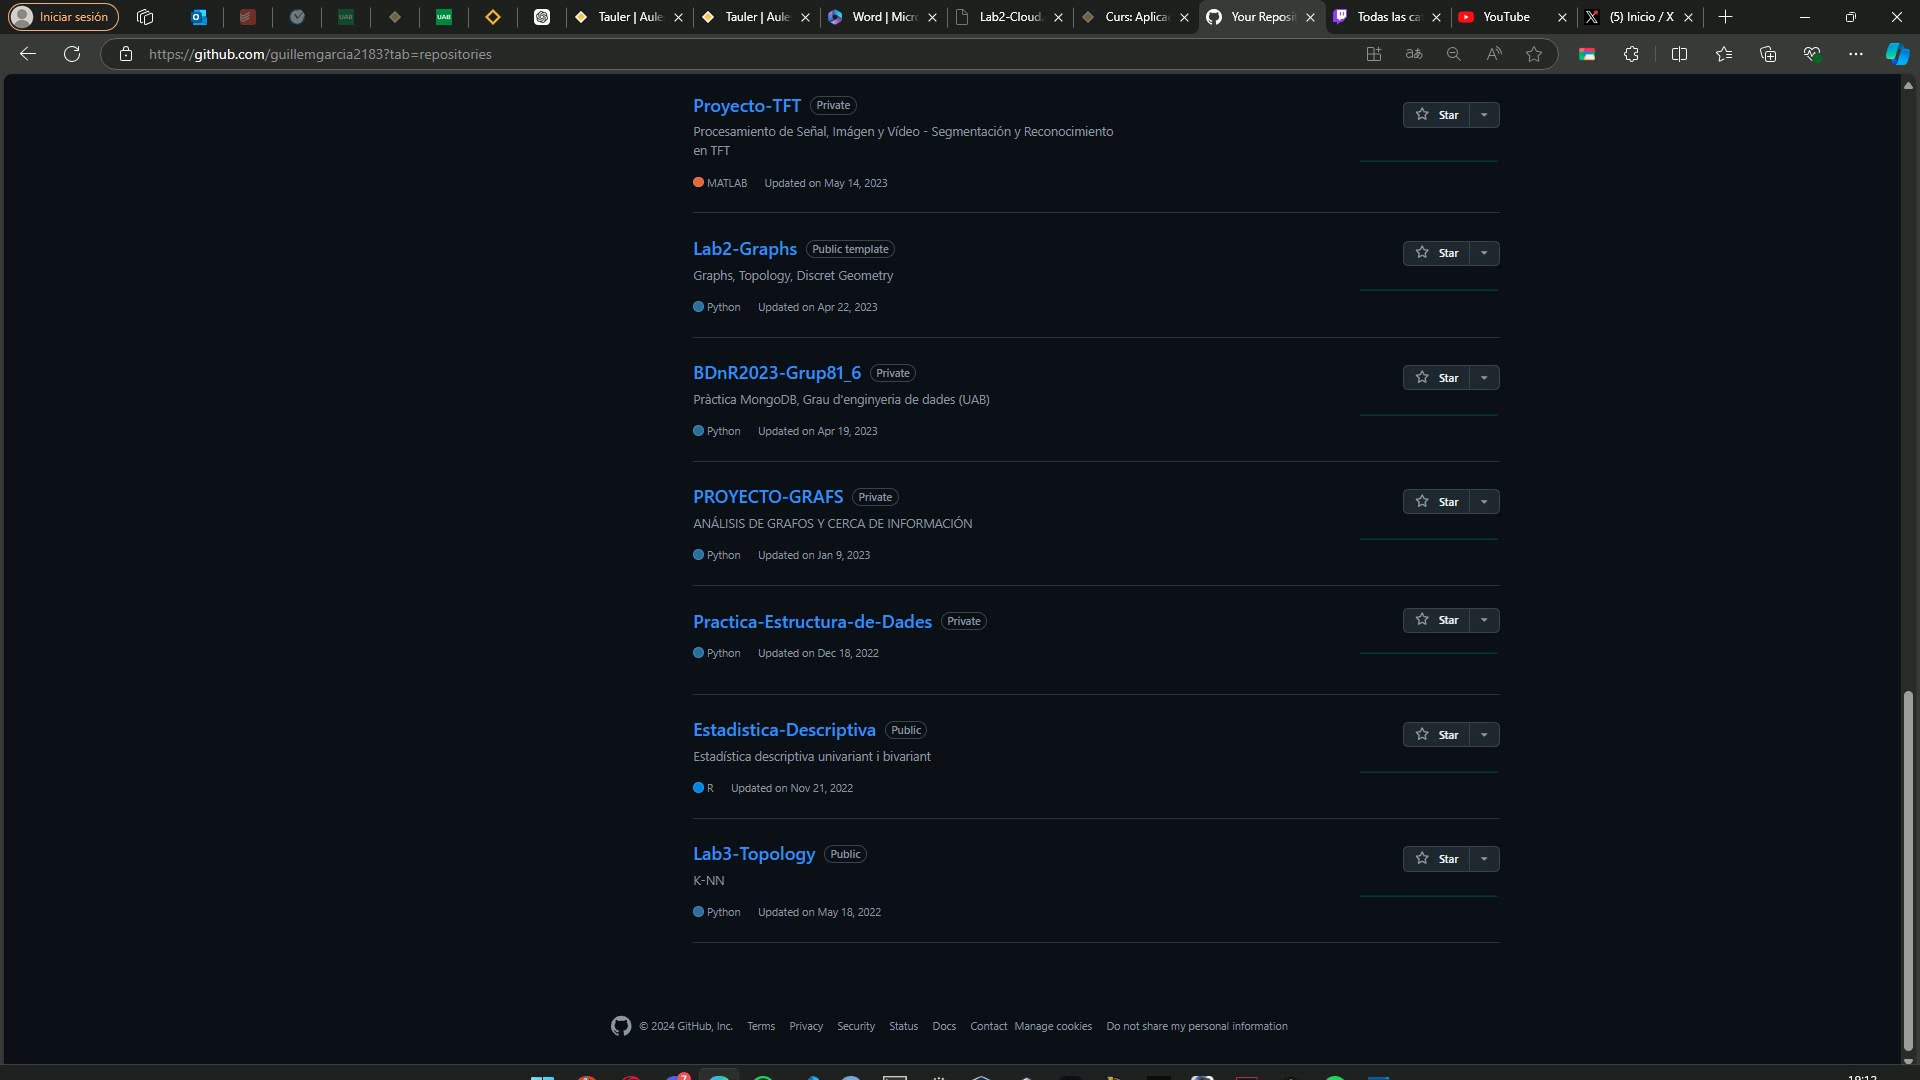 Iniciar sesión
UAB
UAB
Tauler | Aule
Tauler | Aule
Word | Micr
Lab2-Cloud
Curs: Aplica
Your Reposi
Todas las ca
YouTube
(5) Inicio / X
https://github.com/guillemgarcia2183?tab=repositories
Proyecto-TFT Private
Star
Procesamiento de Señal, Imágen y Vídeo - Segmentación y Reconocimiento
en TFT
MATLAB Updated on May 14, 2023
Lab2-Graphs Public template
Star
Graphs, Topology, Discret Geometry
Python Updated on Apr 22, 2023
BDnR2023-Grup81_6 Private
Star
Pràctica MongoDB, Grau d'enginyeria de dades (UAB)
Python Updated on Apr 19, 2023
PROYECTO-GRAFS Private
Star
ANÁLISIS DE GRAFOS Y CERCA DE INFORMACIÓN
Python Updated on Jan 9, 2023
Practica-Estructura-de-Dades Private
Star
Python Updated on Dec 18, 2022
Estadistica-Descriptiva Public
Star
Estadística descriptiva univariant i bivariant
R Updated on Nov 21, 2022
Lab3-Topology Public
Star
K-NN
Python Updated on May 18, 2022
© 2024 GitHub, Inc. Terms Privacy Security Status Docs Contact Manage cookies Do not share my personal information